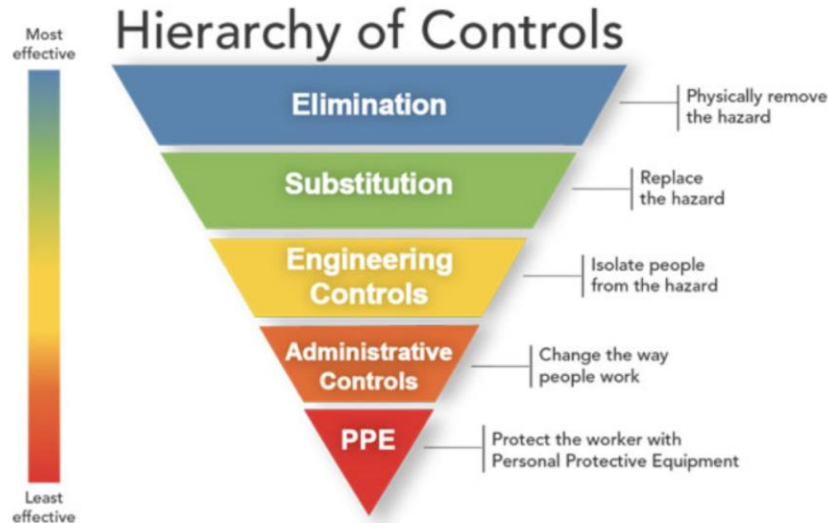 Hierarchy of Controls
Most
effective
Elimination
Physically remove
the hazard
Substitution
Replace
the hazard
Engineering
Controls
Isolate people
from the hazard
Administrative
Controls
Change the way
people work
PPE
Protect the worker with
Personal Protective Equipment
Least
effective